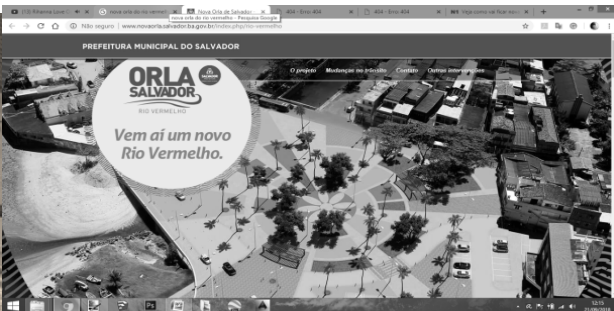 Nova Orla de Salvador
404 - Erro: 404
404 - Erro: 404
nova orla do rio vermelho - Pesquisa Google
Não seguro | www.novaorla.salvador.ba.gov.br/index.php/rio-vermelho
PREFEITURA MUNICIPAL DO SALVADOR
O projeto Mudanças no trânsito Contato Outras intervenções
ORLA
SALVADOR
RIO VERMELHO
Vem aí um novo
Rio Vermelho.
12:15